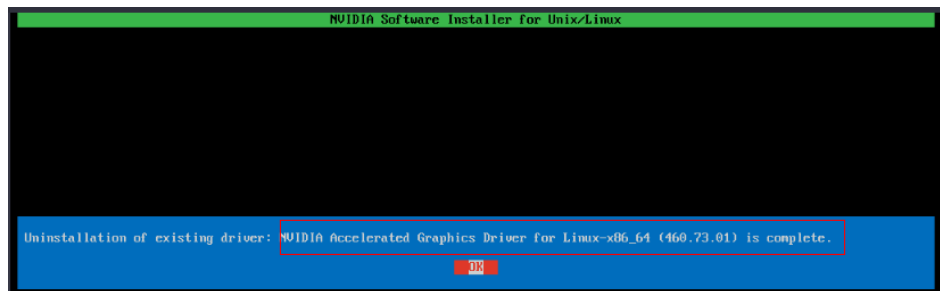 NVIDIA Software Installer for Unix/Linux
Uninstallation of existing driver: NVIDIA Accelerated Graphics Driver for Linux-x86_64 (460.73.01) is complete.
OK